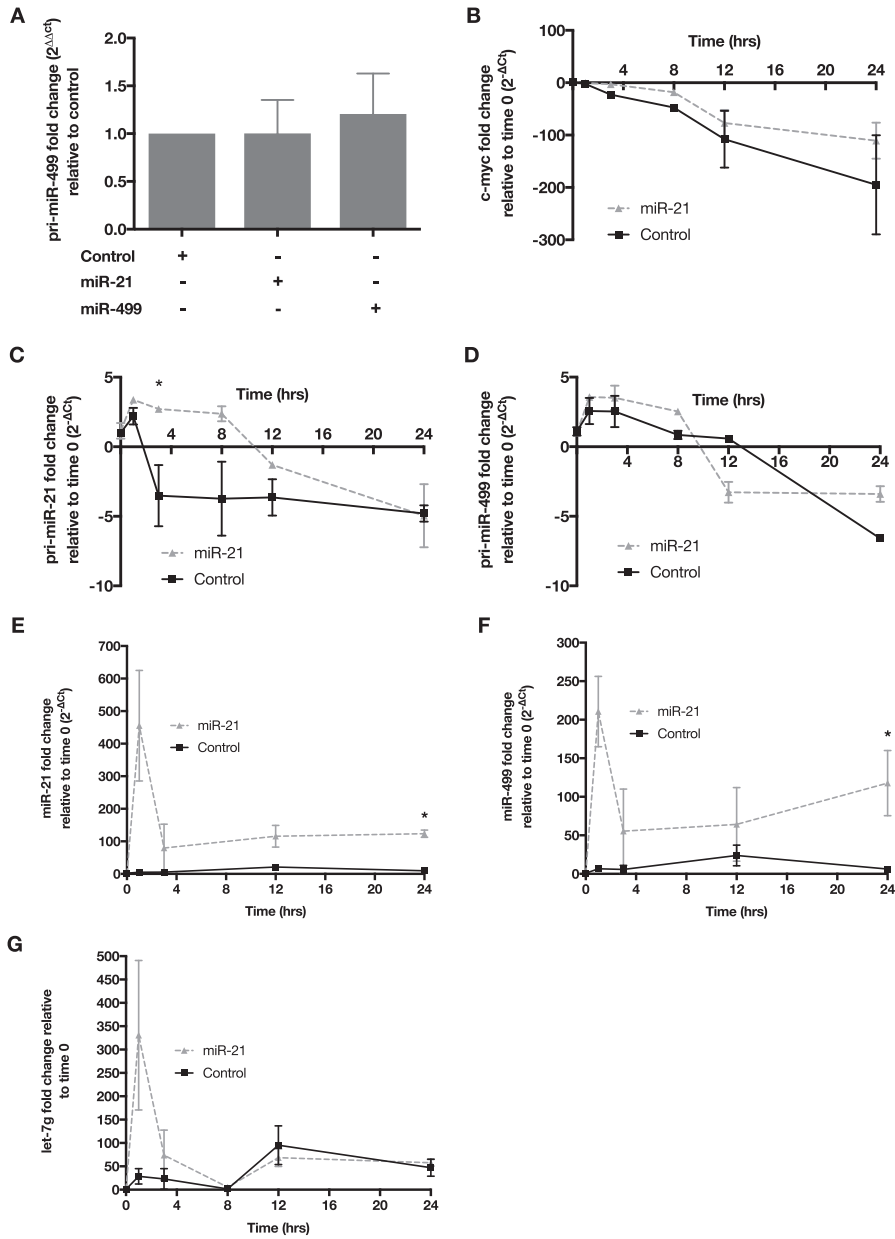 A
pri-miR-499 fold change (2ΔΔct)
relative to control
2.0
1.5
1.0
0.5
0.0
Control + - -
miR-21 - + -
miR-499 - - +
B
c-myc fold change
relative to time 0 (2-ΔCt)
Time (hrs)
100
0
-100
-200
-300
4 8 12 16 20 24
miR-21
Control
C
pri-miR-21 fold change
relative to time 0 (2-ΔCt)
*
Time (hrs)
5
0
-5
-10
4 8 12 16 20 24
miR-21
Control
D
pri-miR-499 fold change
relative to time 0 (2-ΔCt)
Time (hrs)
5
0
-5
-10
4 8 12 16 20 24
miR-21
Control
E
miR-21 fold change
relative to time 0 (2-ΔCt)
700
600
500
400
300
200
100
0
miR-21
Control
*
0 4 8 12 16 20 24
Time (hrs)
F
miR-499 fold change
relative to time 0 (2-ΔCt)
300
250
200
150
100
50
0
miR-21
Control
*
0 4 8 12 16 20 24
Time (hrs)
G
let-7g fold change relative
to time 0
500
450
400
350
300
250
200
150
100
50
0
miR-21
Control
0 4 8 12 16 20 24
Time (hrs)